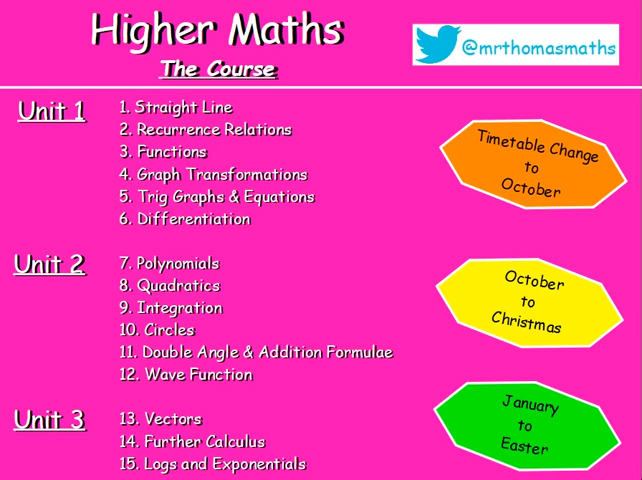 Higher Maths
The Course
@mrthomasmaths
Unit 1
1. Straight Line
2. Recurrence Relations
3. Functions
4. Graph Transformations
5. Trig Graphs & Equations
6. Differentiation
Timetable Change
to
October
Unit 2
7. Polynomials
8. Quadratics
9. Integration
10. Circles
11. Double Angle & Addition Formulae
12. Wave Function
October
to
Christmas
Unit 3
13. Vectors
14. Further Calculus
15. Logs and Exponentials
January
to
Easter